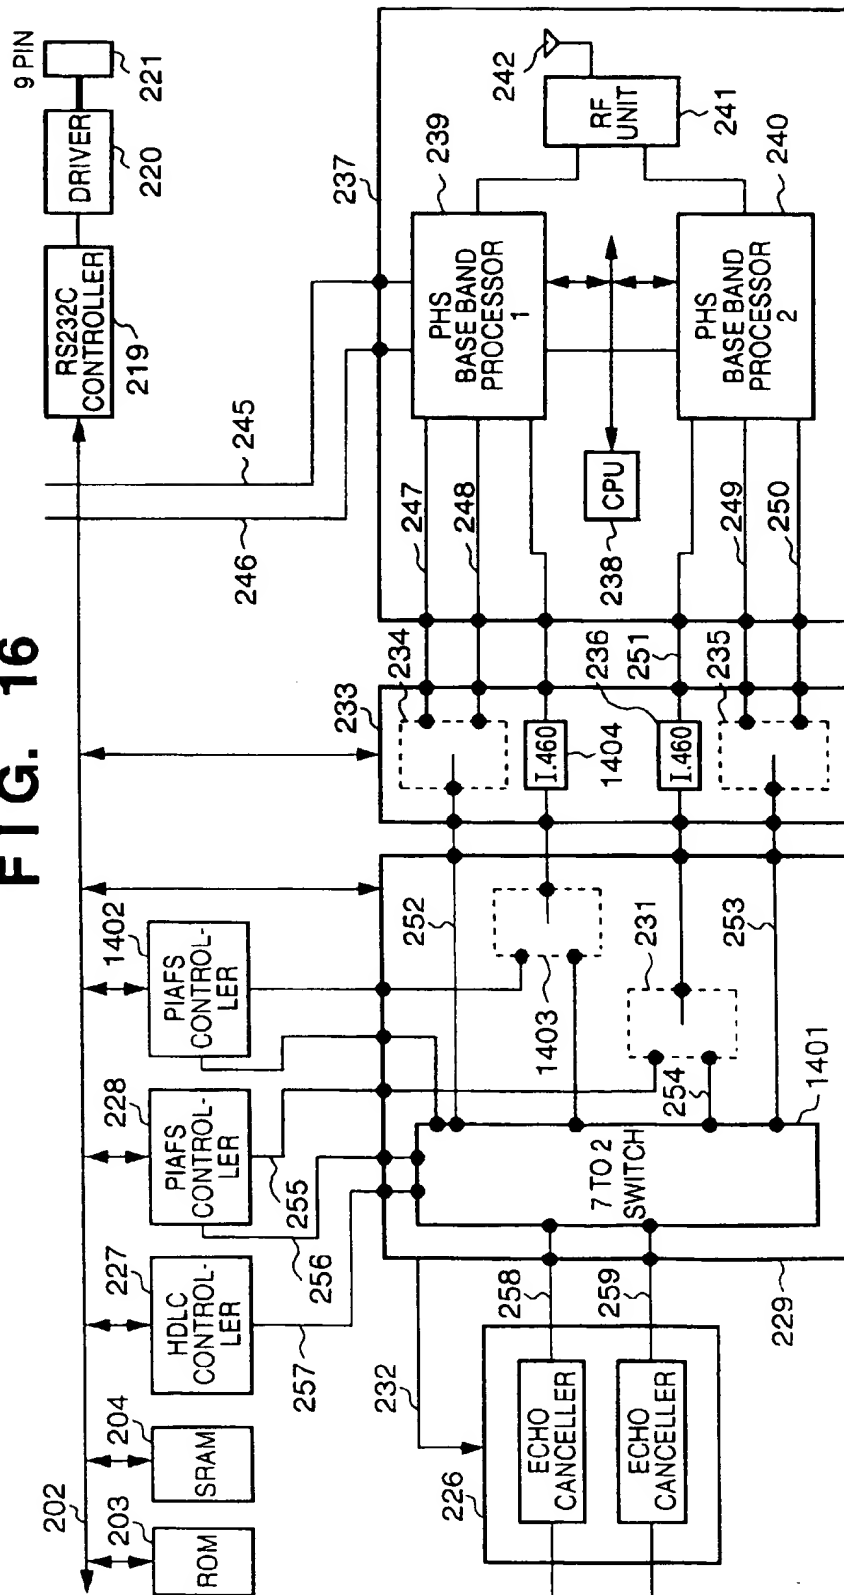 FIG. 16
202
203
ROM
204
SRAM
227
HDLC
CONTROL-
LER
228
PIAFS
CONTROL-
LER
1402
PIAFS
CONTROL-
LER
RS232C
CONTROLLER
219
DRIVER
220
9 PIN
221
257
256
255
245
246
232
226
ECHO
CANCELLER
ECHO
CANCELLER
258
259
229
7 TO 2
SWITCH
1401
252
1403
231
254
253
233
234
I.460
1404
236
I.460
235
251
237
247
248
249
250
PHS
BASE BAND
PROCESSOR
1
239
CPU
238
PHS
BASE BAND
PROCESSOR
2
240
RF
UNIT
241
242